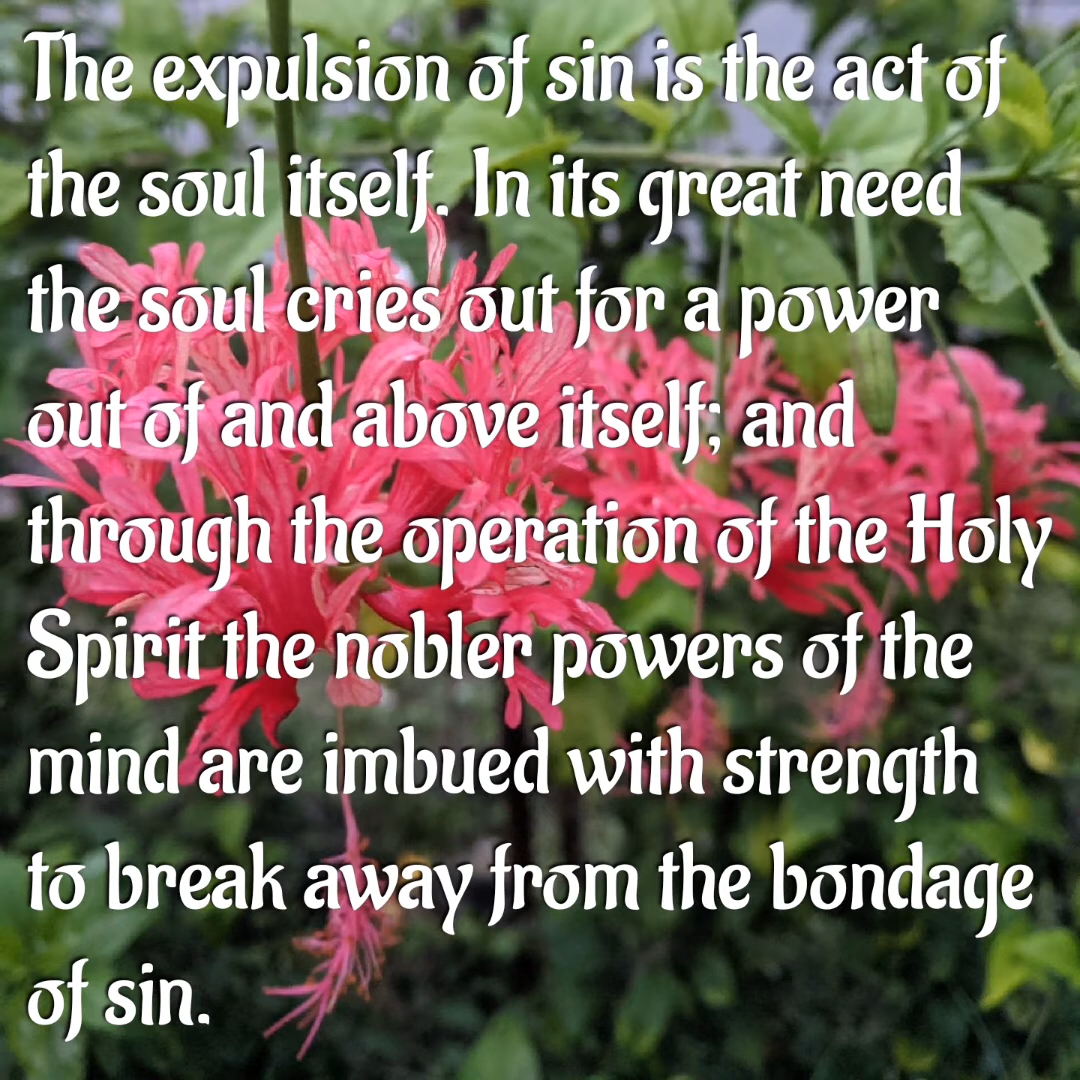 The expulsion of sin is the act of
the soul itself. In its great need
the soul cries out for a power
out of and above itself; and
through the operation of the Holy
Spirit the nobler powers of the
mind are imbued with strength
to break away from the bondage
of sin.